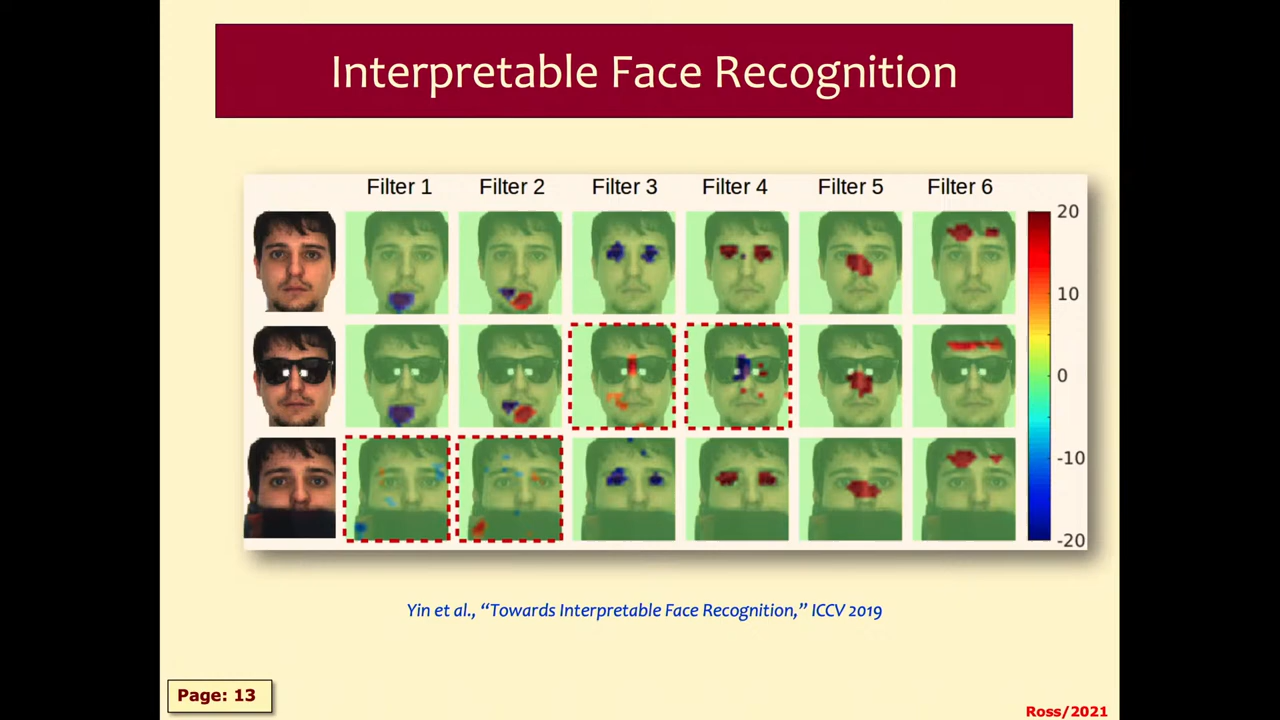 Interpretable Face Recognition
Filter 1 Filter 2 Filter 3 Filter 4 Filter 5 Filter 6
20
10
0
-10
-20
Yin et al., “Towards Interpretable Face Recognition,” ICCV 2019
Page: 13
Ross/2021